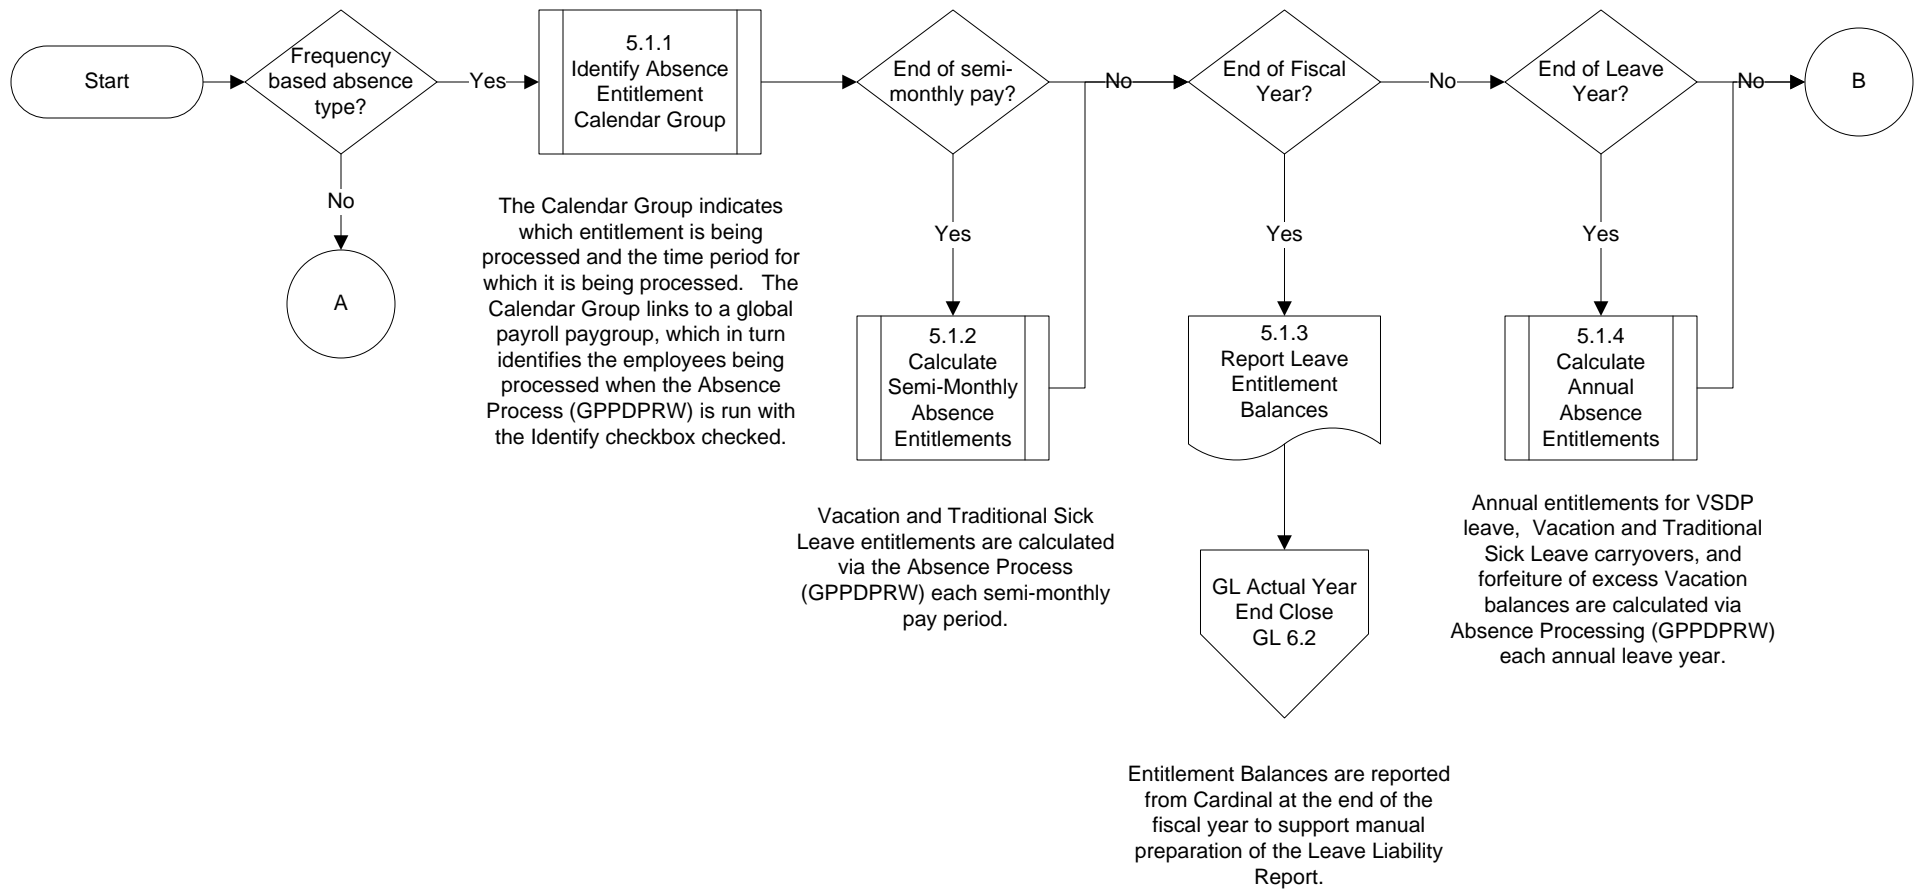 Start
Frequency
based absence
type?
Yes
No
A
5.1.1
Identify Absence
Entitlement
Calendar Group
The Calendar Group indicates
which entitlement is being
processed and the time period for
which it is being processed.   The
Calendar Group links to a global
payroll paygroup, which in turn
identifies the employees being
processed when the Absence
Process (GPPDPRW) is run with
the Identify checkbox checked.
End of semi-
monthly pay?
No
Yes
5.1.2
Calculate
Semi-Monthly
Absence
Entitlements
Vacation and Traditional Sick
Leave entitlements are calculated
via the Absence Process
(GPPDPRW) each semi-monthly
pay period.
End of Fiscal
Year?
No
Yes
5.1.3
Report Leave
Entitlement
Balances
GL Actual Year
End Close
GL 6.2
Entitlement Balances are reported
from Cardinal at the end of the
fiscal year to support manual
preparation of the Leave Liability
Report.
End of Leave
Year?
No
Yes
5.1.4
Calculate
Annual
Absence
Entitlements
Annual entitlements for VSDP
leave,  Vacation and Traditional
Sick Leave carryovers, and
forfeiture of excess Vacation
balances are calculated via
Absence Processing (GPPDPRW)
each annual leave year.
B